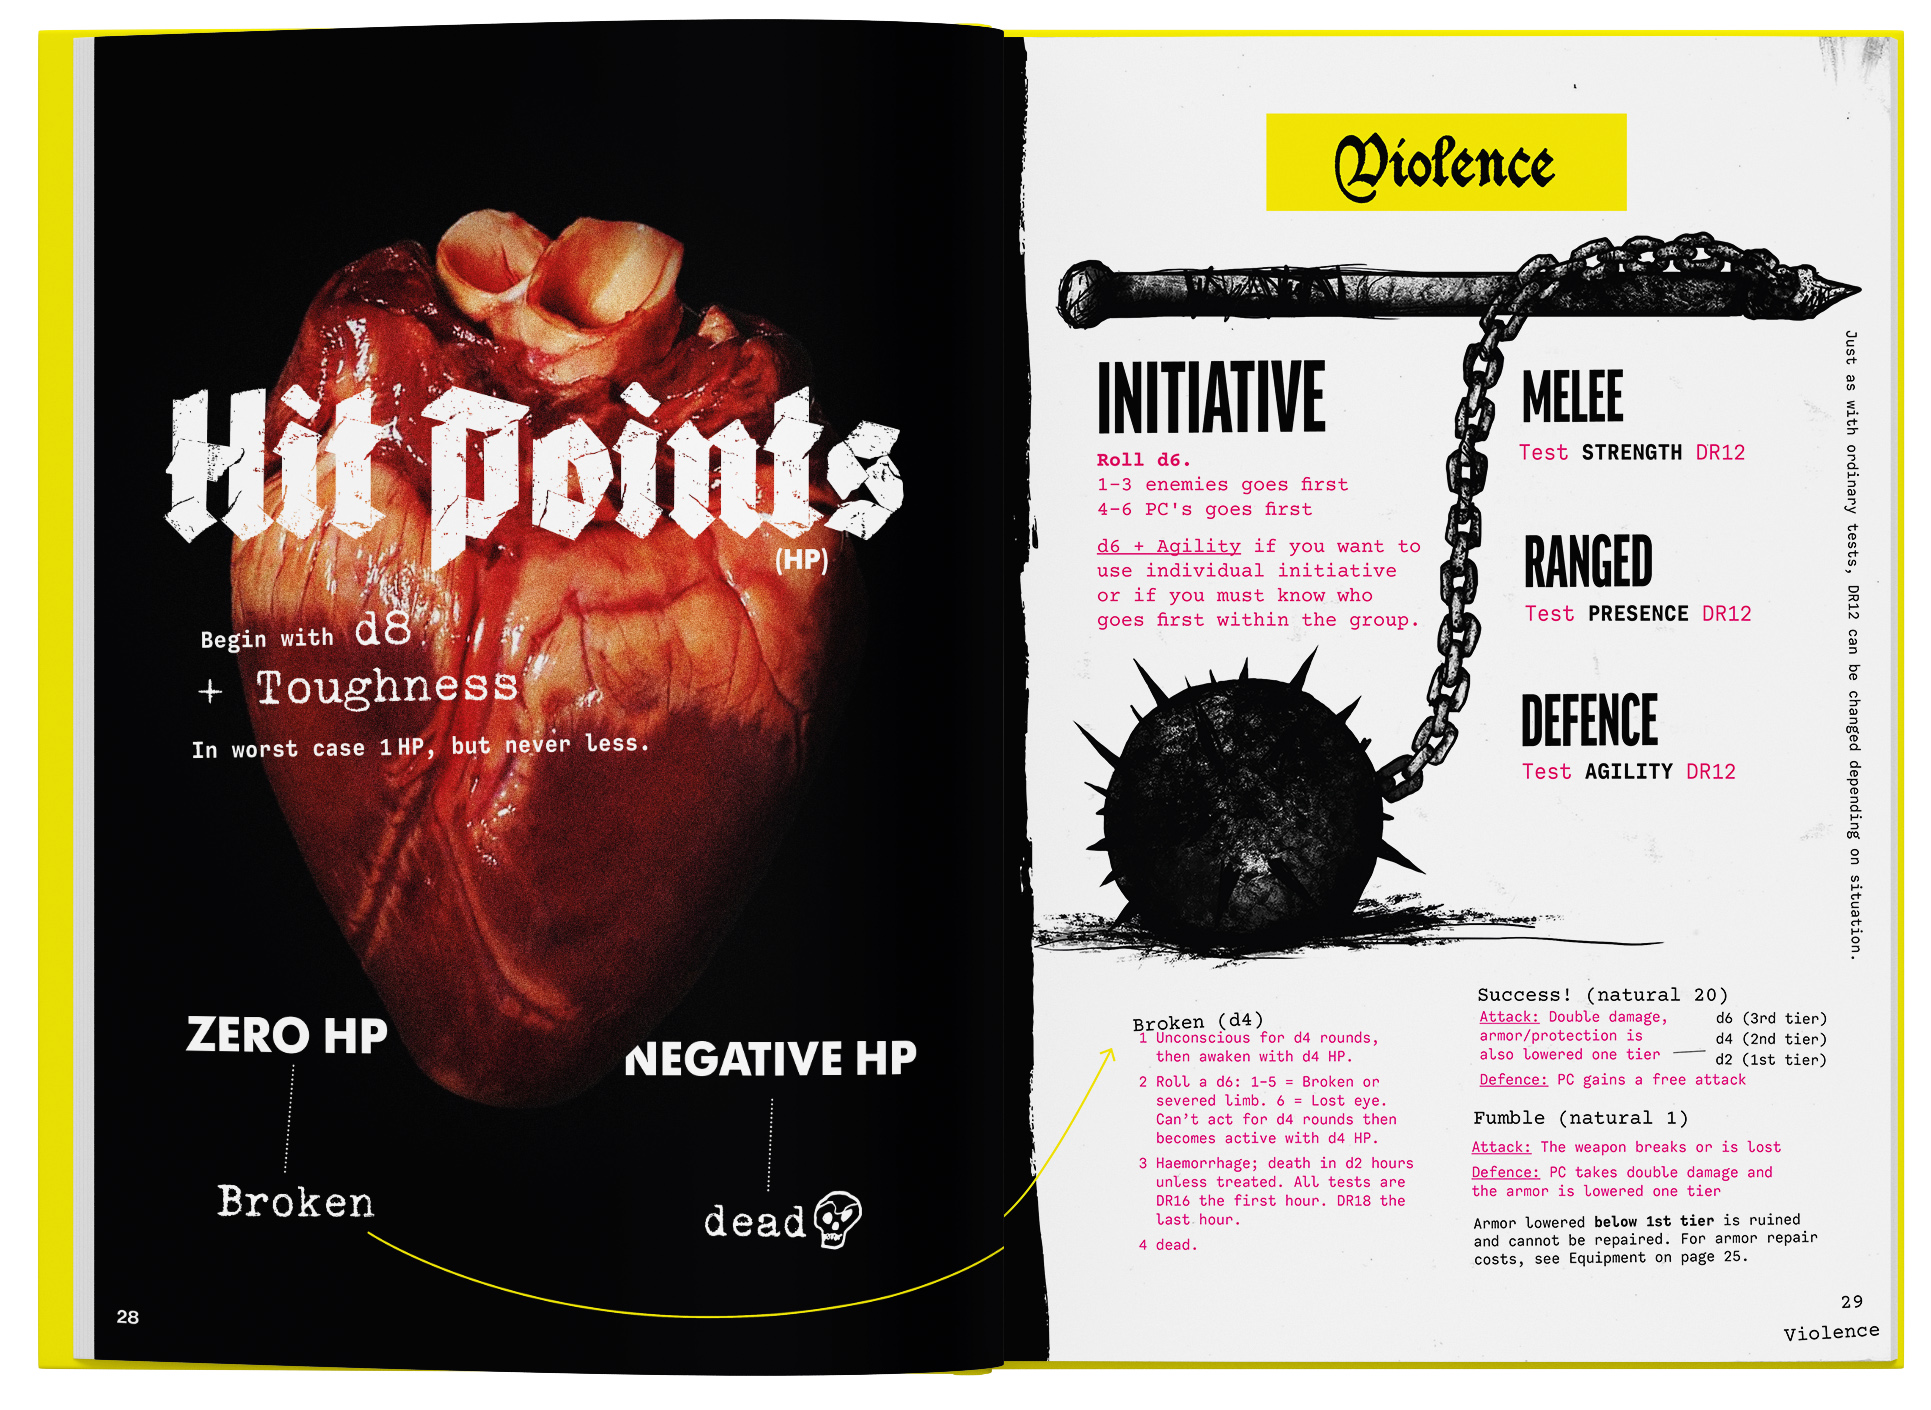 Hit Points
(HP)
Begin with d8
+ Toughness
In worst case 1 HP, but never less.
ZERO HP
Broken
NEGATIVE HP
dead
28
Violence
INITIATIVE
Roll d6.
1-3 enemies goes first
4-6 PC's goes first
d6 + Agility if you want to
use individual initiative
or if you must know who
goes first within the group.
MELEE
Test STRENGTH DR12
RANGED
Test PRESENCE DR12
DEFENCE
Test AGILITY DR12
Just as with ordinary tests, DR12 can be changed depending on situation.
Broken (d4)
1 Unconscious for d4 rounds,
then awaken with d4 HP.
2 Roll a d6: 1-5 = Broken or
severed limb. 6 = Lost eye.
Can't act for d4 rounds then
becomes active with d4 HP.
3 Haemorrhage; death in d2 hours
unless treated. All tests are
DR16 the first hour. DR18 the
last hour.
4 dead.
Success! (natural 20)
Attack: Double damage,
armor/protection is
also lowered one tier
d6 (3rd tier)
d4 (2nd tier)
d2 (1st tier)
Defence: PC gains a free attack
Fumble (natural 1)
Attack: The weapon breaks or is lost
Defence: PC takes double damage and
the armor is lowered one tier
Armor lowered below 1st tier is ruined
and cannot be repaired. For armor repair
costs, see Equipment on page 25.
29
Violence